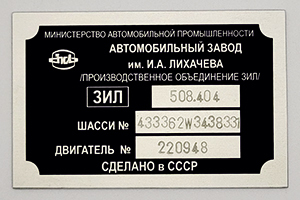 МИНИСТЕРСТВО АВТОМОБИЛЬНОЙ ПРОМЫШЛЕННОСТИ
АВТОМОБИЛЬНЫЙ ЗАВОД
ИМ. И.А. ЛИХАЧЕВА
/ПРОИЗВОДСТВЕННОЕ ОБЪЕДИНЕНИЕ ЗИЛ/
ЗИЛ 508.404
ШАССИ № 433362W3438331
ДВИГАТЕЛЬ № 220948
СДЕЛАНО в СССР